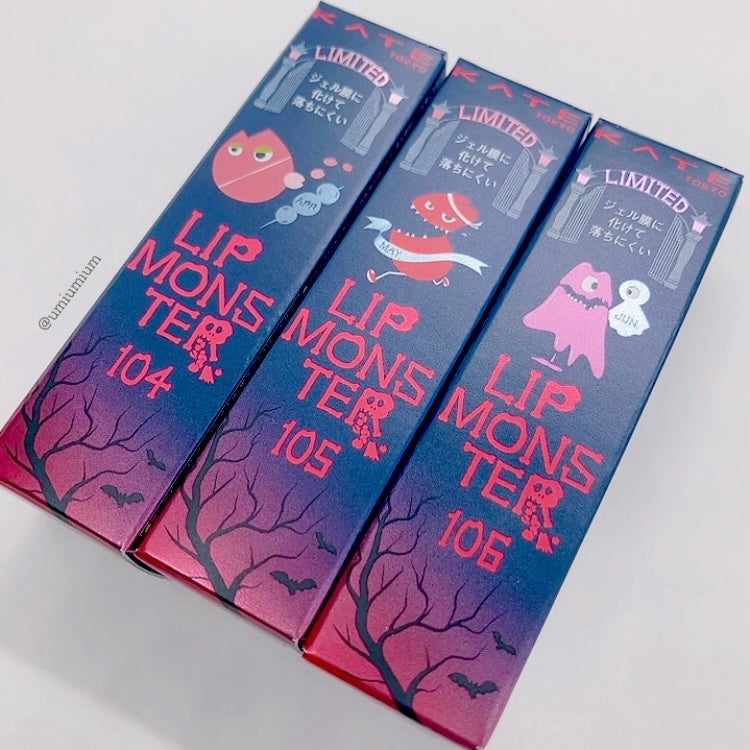 KATE
TOKYO
LIMITED
ジェル膜に
化けて
落ちにくい
APR
LIP
MONS
TER
104
KATE
TOKYO
LIMITED
ジェル膜に
化けて
落ちにくい
MAY
LIP
MONS
TER
105
KATE
TOKYO
LIMITED
ジェル膜に
化けて
落ちにくい
JUN.
LIP
MONS
TER
106
@umiumium